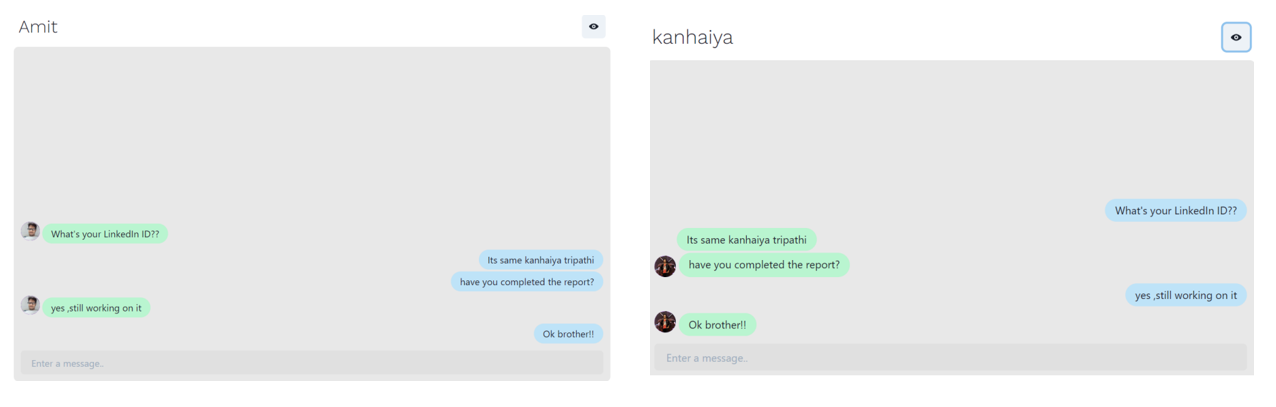 Amit
What's your LinkedIn ID??
Its same kanhaiya tripathi
have you completed the report?
yes ,still working on it
Ok brother!!
Enter a message..
kanhaiya
What's your LinkedIn ID??
Its same kanhaiya tripathi
have you completed the report?
yes ,still working on it
Ok brother!!
Enter a message..